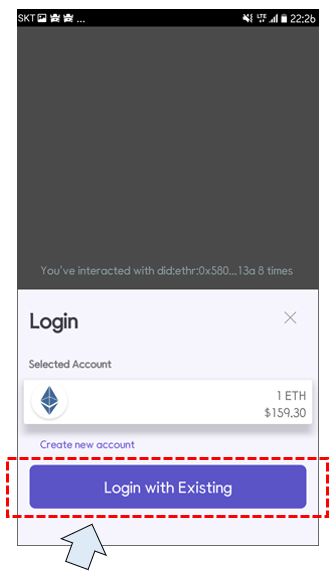 SKT ... LTE 22:26
You've interacted with did:ethr:0x580...13a 8 times
Login
Selected Account
1 ETH
$159.30
Create new account
Login with Existing